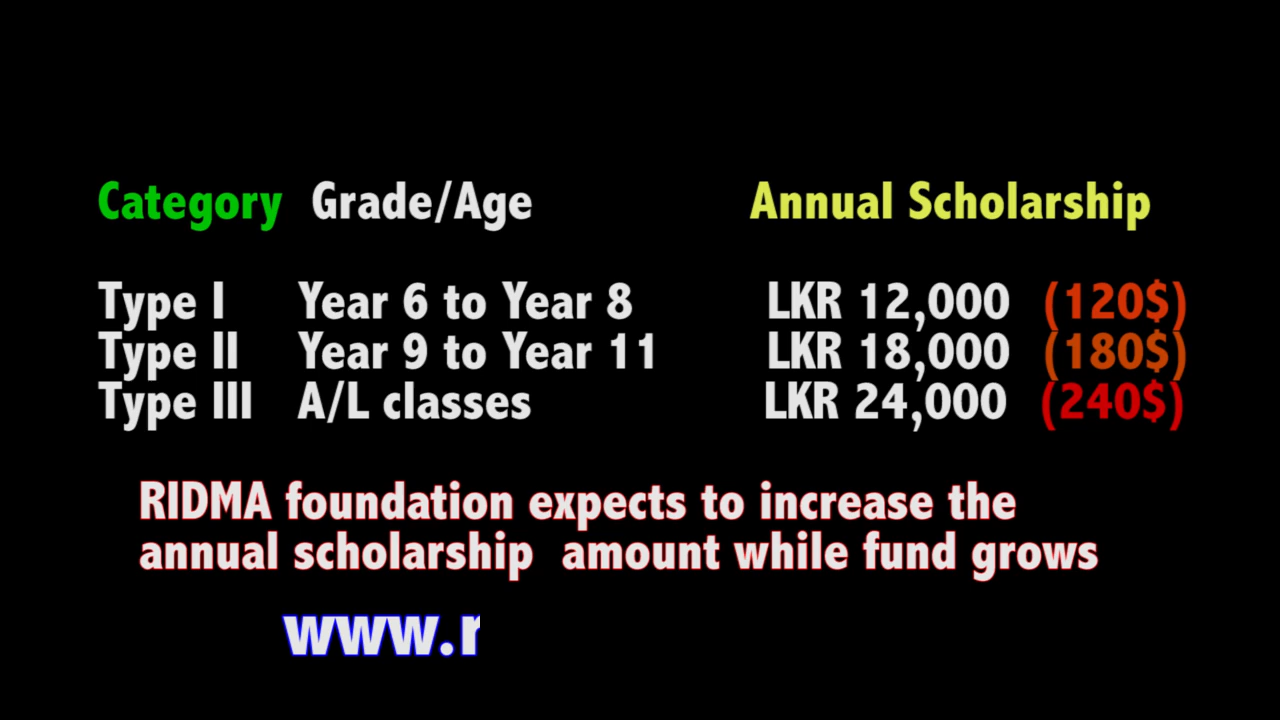 Category Grade/Age Annual Scholarship
Type I Year 6 to Year 8 LKR 12,000 (120$)
Type II Year 9 to Year 11 LKR 18,000 (180$)
Type III A/L classes LKR 24,000 (240$)
RIDMA foundation expects to increase the
annual scholarship amount while fund grows
www.